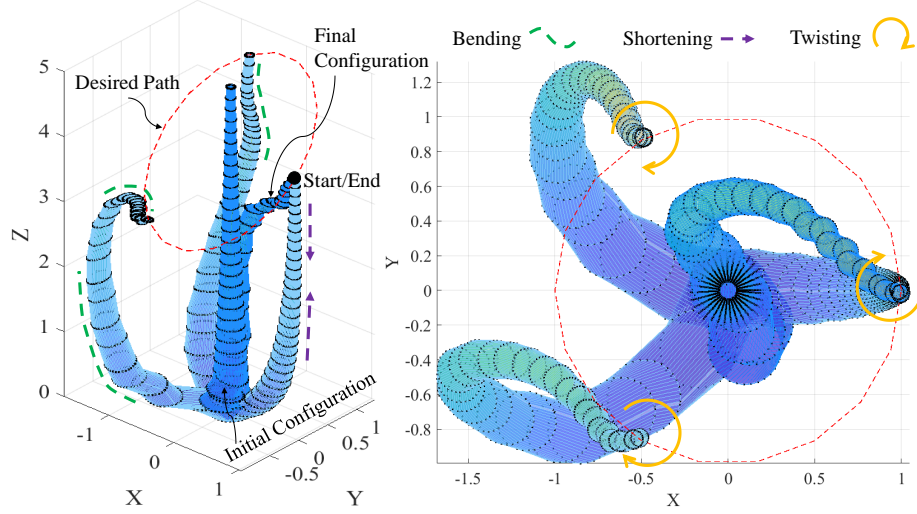 Final
Configuration
Desired Path
Start/End
Initial Configuration
5
4
3
2
1
0
Z
-1
0
1
X
-0.5
0
0.5
1
Y
Bending
Shortening
Twisting
1.2
1
0.8
0.6
0.4
0.2
0
-0.2
-0.4
-0.6
-0.8
Y
-1.5
-1
-0.5
0
0.5
1
X